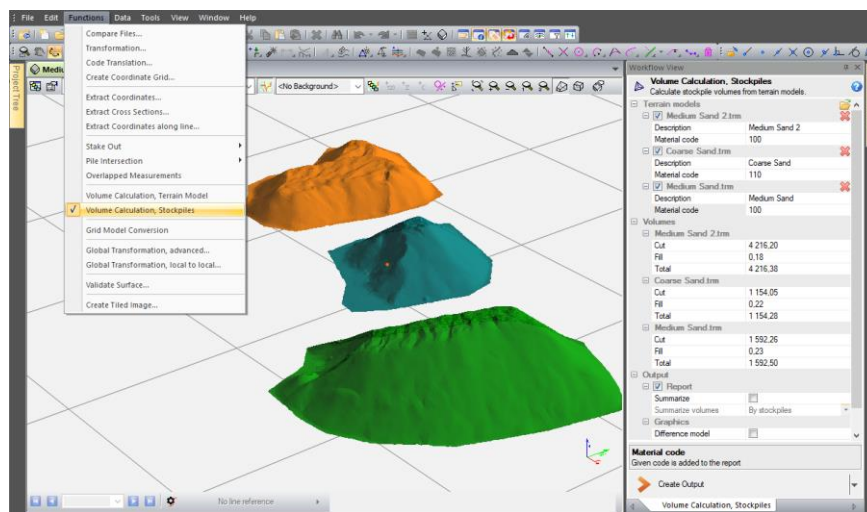 File Edit Functions Data Tools View Window Help
Compare Files...
Transformation...
Code Translation...
Create Coordinate Grid...
Extract Coordinates...
Extract Cross Sections...
Extract Coordinates along line...
Stake Out
Pile Intersection
Overlapped Measurements
Volume Calculation, Terrain Model
Volume Calculation, Stockpiles
Grid Model Conversion
Global Transformation, advanced...
Global Transformation, local to local...
Validate Surface...
Create Tiled Image...
Project Tree
<No Background>
No line reference
Workflow View
Volume Calculation, Stockpiles
Calculate stockpile volumes from terrain models.
Terrain models
Medium Sand 2.trm
Description Medium Sand 2
Material code 100
Coarse Sand.trm
Description Coarse Sand
Material code 110
Medium Sand.trm
Description Medium Sand
Material code 100
Volumes
Medium Sand 2.trm
Cut 4 216,20
Fill 0,18
Total 4 216,38
Coarse Sand.trm
Cut 1 154,05
Fill 0,22
Total 1 154,28
Medium Sand.trm
Cut 1 592,26
Fill 0,23
Total 1 592,50
Output
Report
Summarize
Summarize volumes By stockpiles
Graphics
Difference model
Material code
Given code is added to the report
Create Output
Volume Calculation, Stockpiles